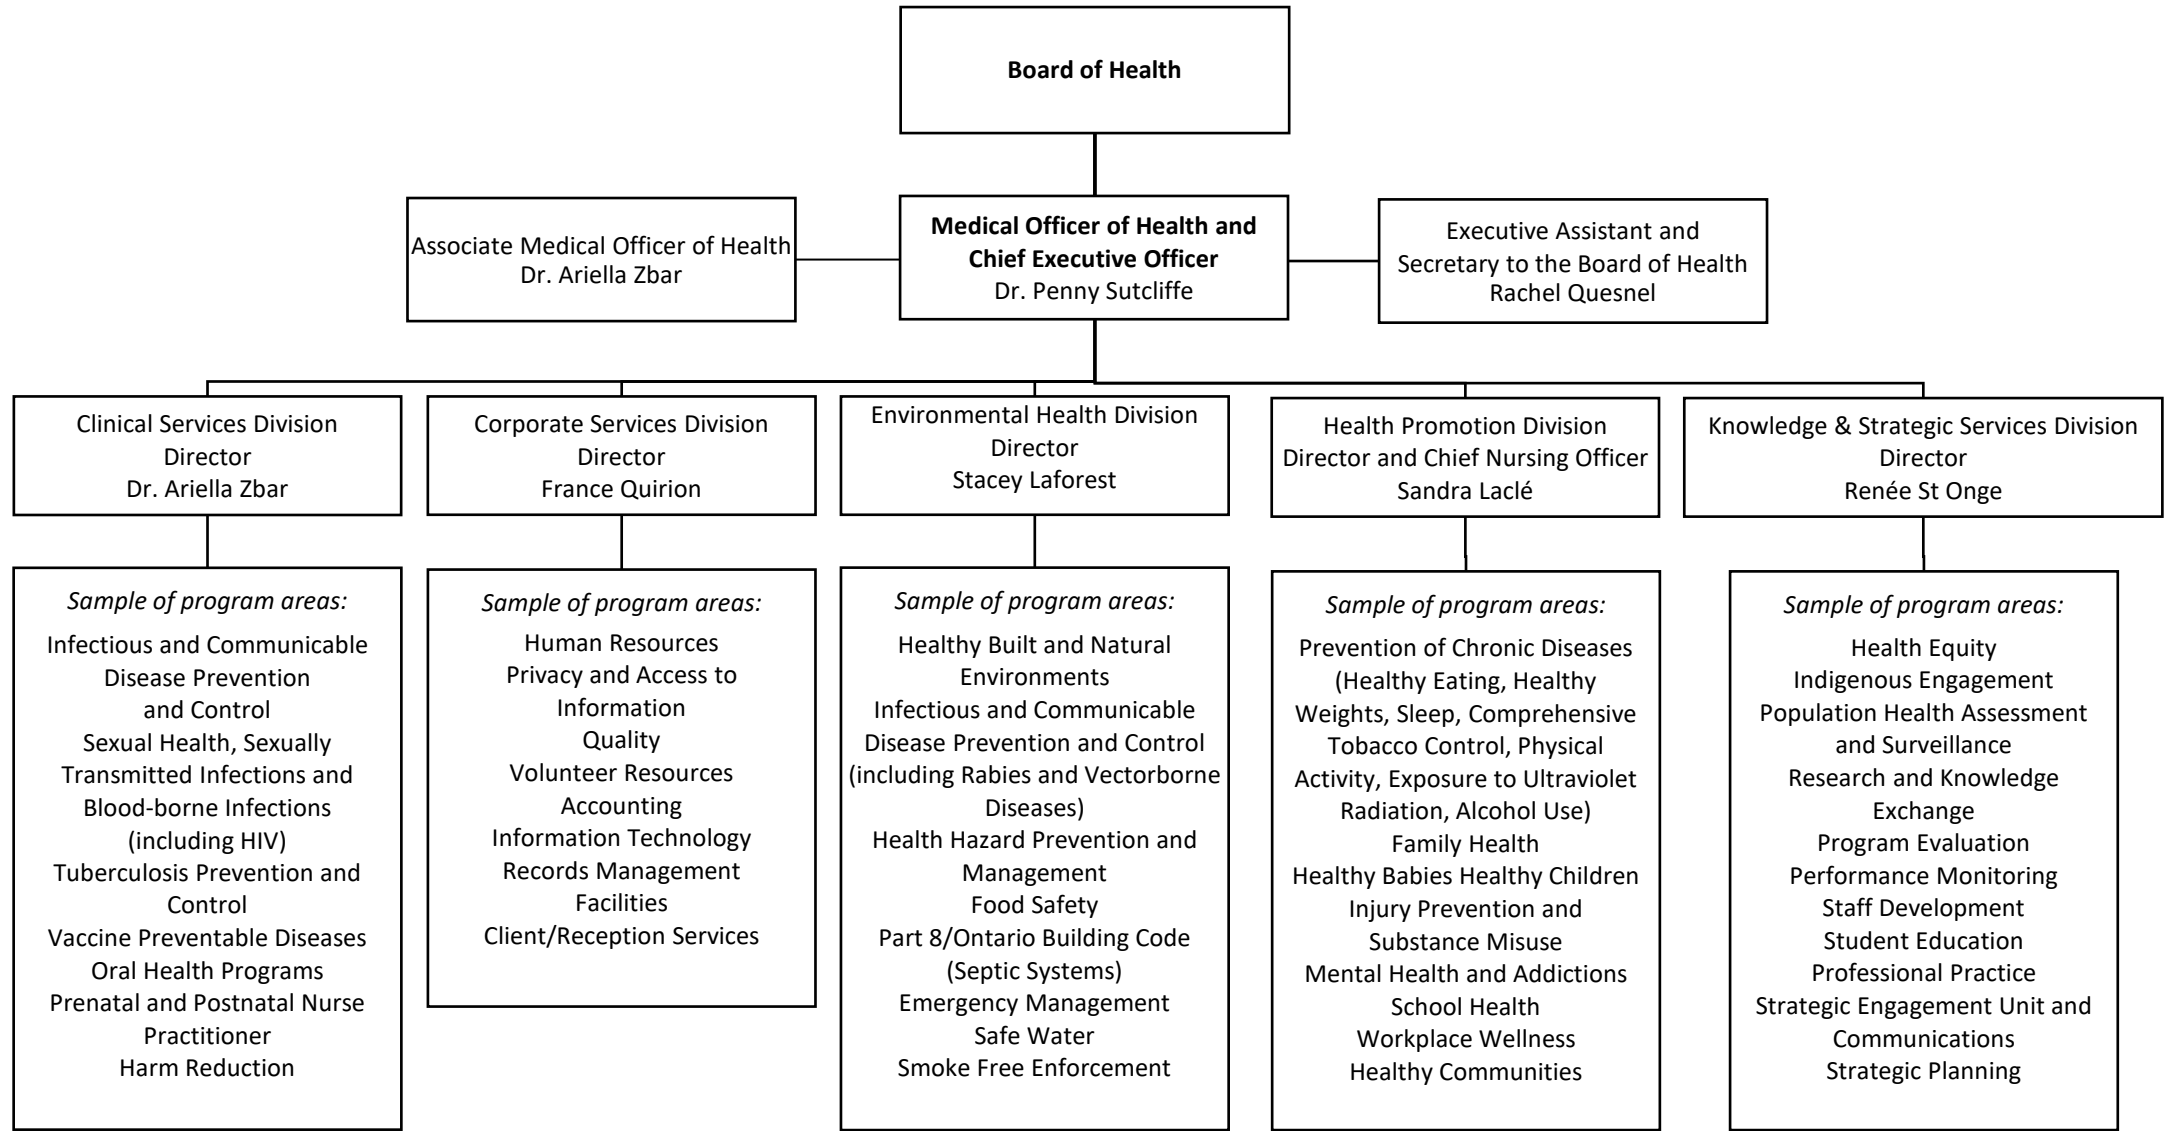 Board of Health
Associate Medical Officer of Health
Dr. Ariella Zbar
Medical Officer of Health and
Chief Executive Officer
Dr. Penny Sutcliffe
Executive Assistant and
Secretary to the Board of Health
Rachel Quesnel
Clinical Services Division
Director
Dr. Ariella Zbar
Corporate Services Division
Director
France Quirion
Environmental Health Division
Director
Stacey Laforest
Health Promotion Division
Director and Chief Nursing Officer
Sandra Laclé
Knowledge & Strategic Services Division
Director
Renée St Onge
Sample of program areas:
Infectious and Communicable
Disease Prevention
and Control
Sexual Health, Sexually
Transmitted Infections and
Blood-borne Infections
(including HIV)
Tuberculosis Prevention and
Control
Vaccine Preventable Diseases
Oral Health Programs
Prenatal and Postnatal Nurse
Practitioner
Harm Reduction
Sample of program areas:
Human Resources
Privacy and Access to
Information
Quality
Volunteer Resources
Accounting
Information Technology
Records Management
Facilities
Client/Reception Services
Sample of program areas:
Healthy Built and Natural
Environments
Infectious and Communicable
Disease Prevention and Control
(including Rabies and Vectorborne
Diseases)
Health Hazard Prevention and
Management
Food Safety
Part 8/Ontario Building Code
(Septic Systems)
Emergency Management
Safe Water
Smoke Free Enforcement
Sample of program areas:
Prevention of Chronic Diseases
(Healthy Eating, Healthy
Weights, Sleep, Comprehensive
Tobacco Control, Physical
Activity, Exposure to Ultraviolet
Radiation, Alcohol Use)
Family Health
Healthy Babies Healthy Children
Injury Prevention and
Substance Misuse
Mental Health and Addictions
School Health
Workplace Wellness
Healthy Communities
Sample of program areas:
Health Equity
Indigenous Engagement
Population Health Assessment
and Surveillance
Research and Knowledge
Exchange
Program Evaluation
Performance Monitoring
Staff Development
Student Education
Professional Practice
Strategic Engagement Unit and
Communications
Strategic Planning